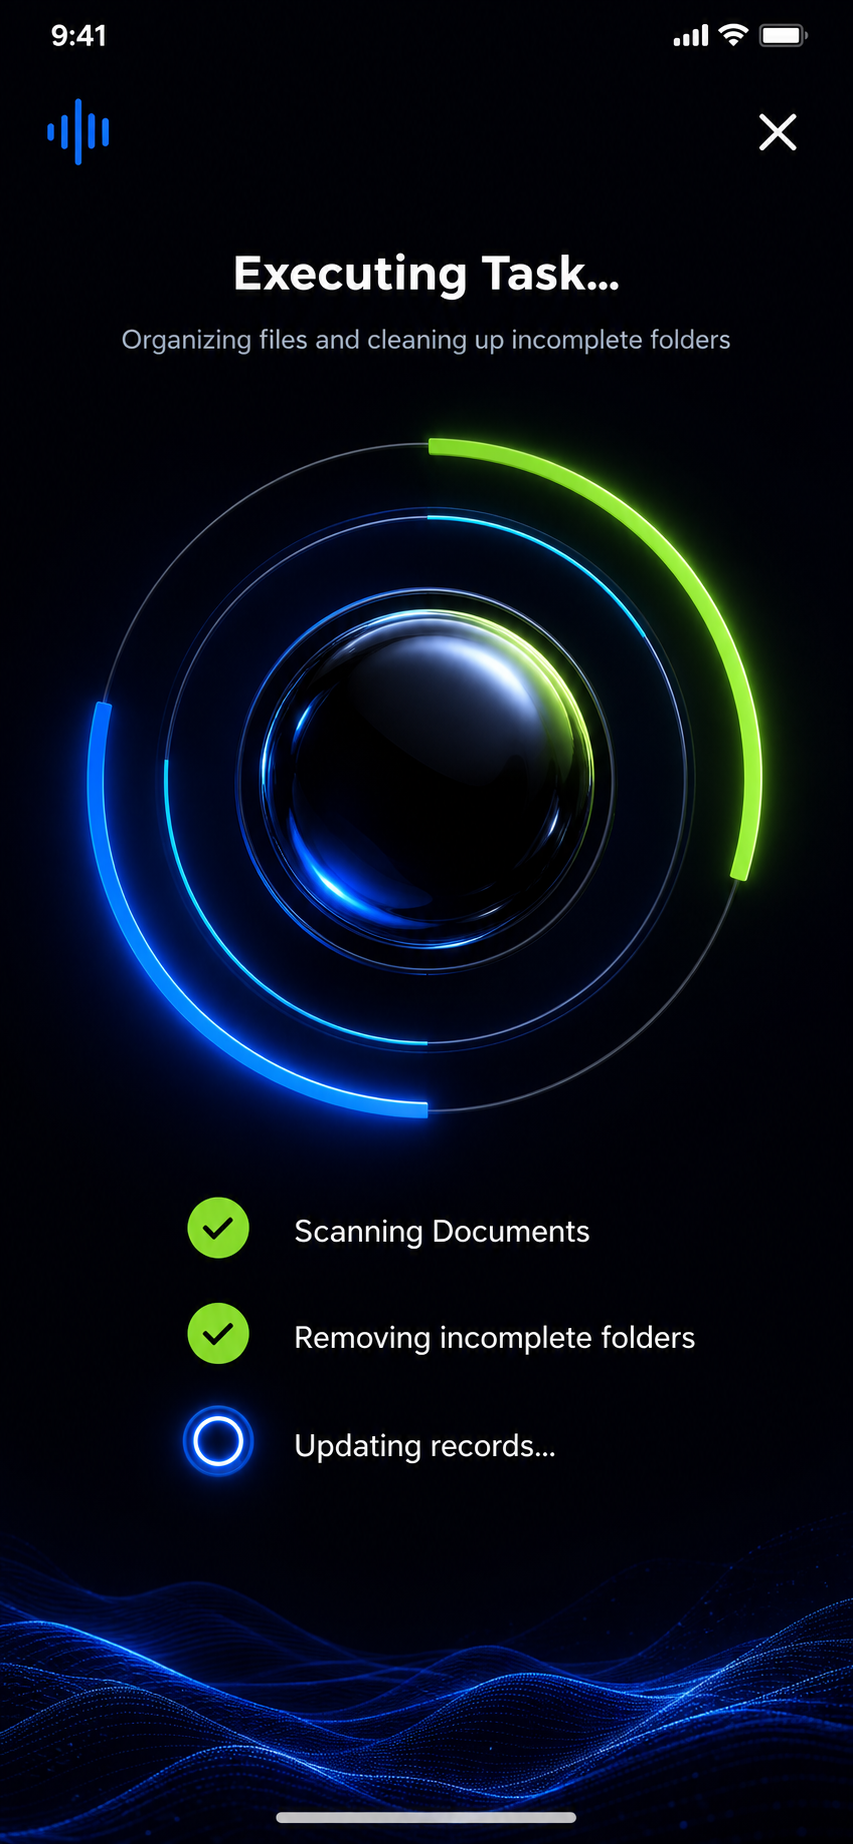 9:41
Executing Task...
Organizing files and cleaning up incomplete folders
Scanning Documents
Removing incomplete folders
Updating records...